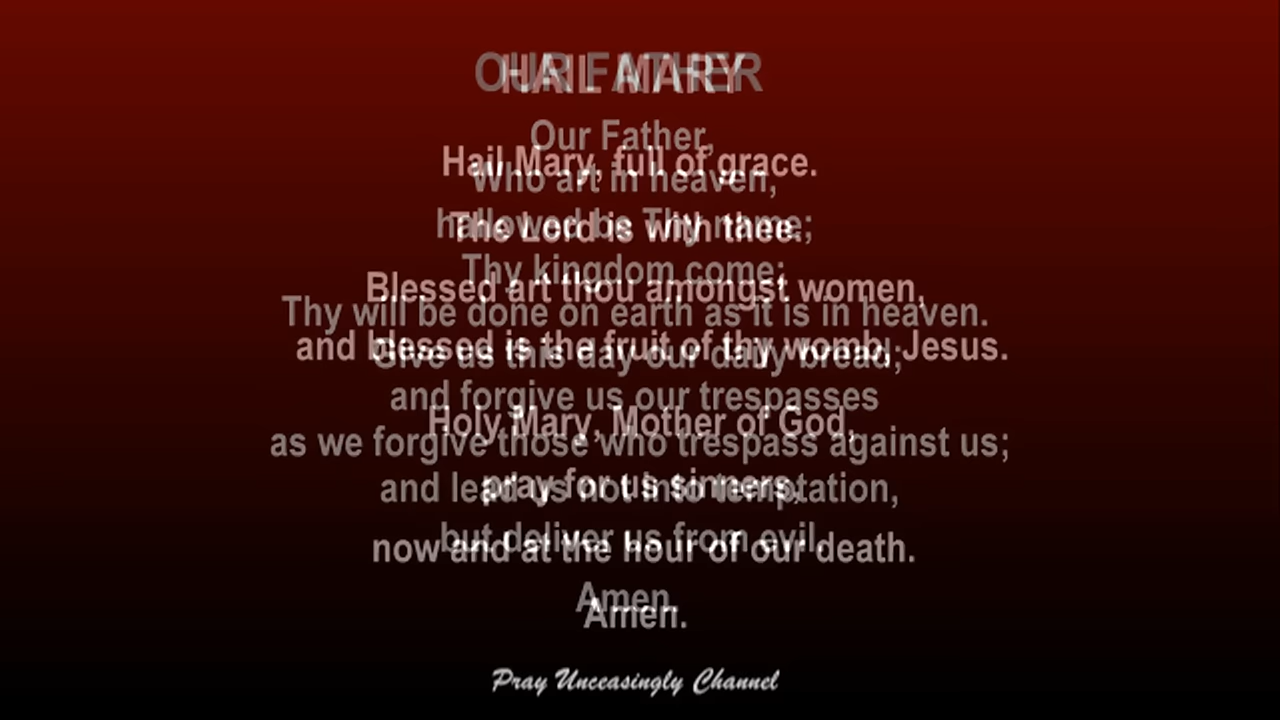 OUR FATHER
Our Father,
Who art in heaven,
hallowed be Thy name;
Thy kingdom come;
Thy will be done on earth as it is in heaven.
Give us this day our daily bread;
and forgive us our trespasses
as we forgive those who trespass against us;
and lead us not into temptation,
but deliver us from evil.
Amen.
HAIL MARY
Hail Mary, full of grace.
The Lord is with thee.
Blessed art thou amongst women,
and blessed is the fruit of thy womb, Jesus.
Holy Mary, Mother of God,
pray for us sinners,
now and at the hour of our death.
Amen.
Pray Unceasingly Channel